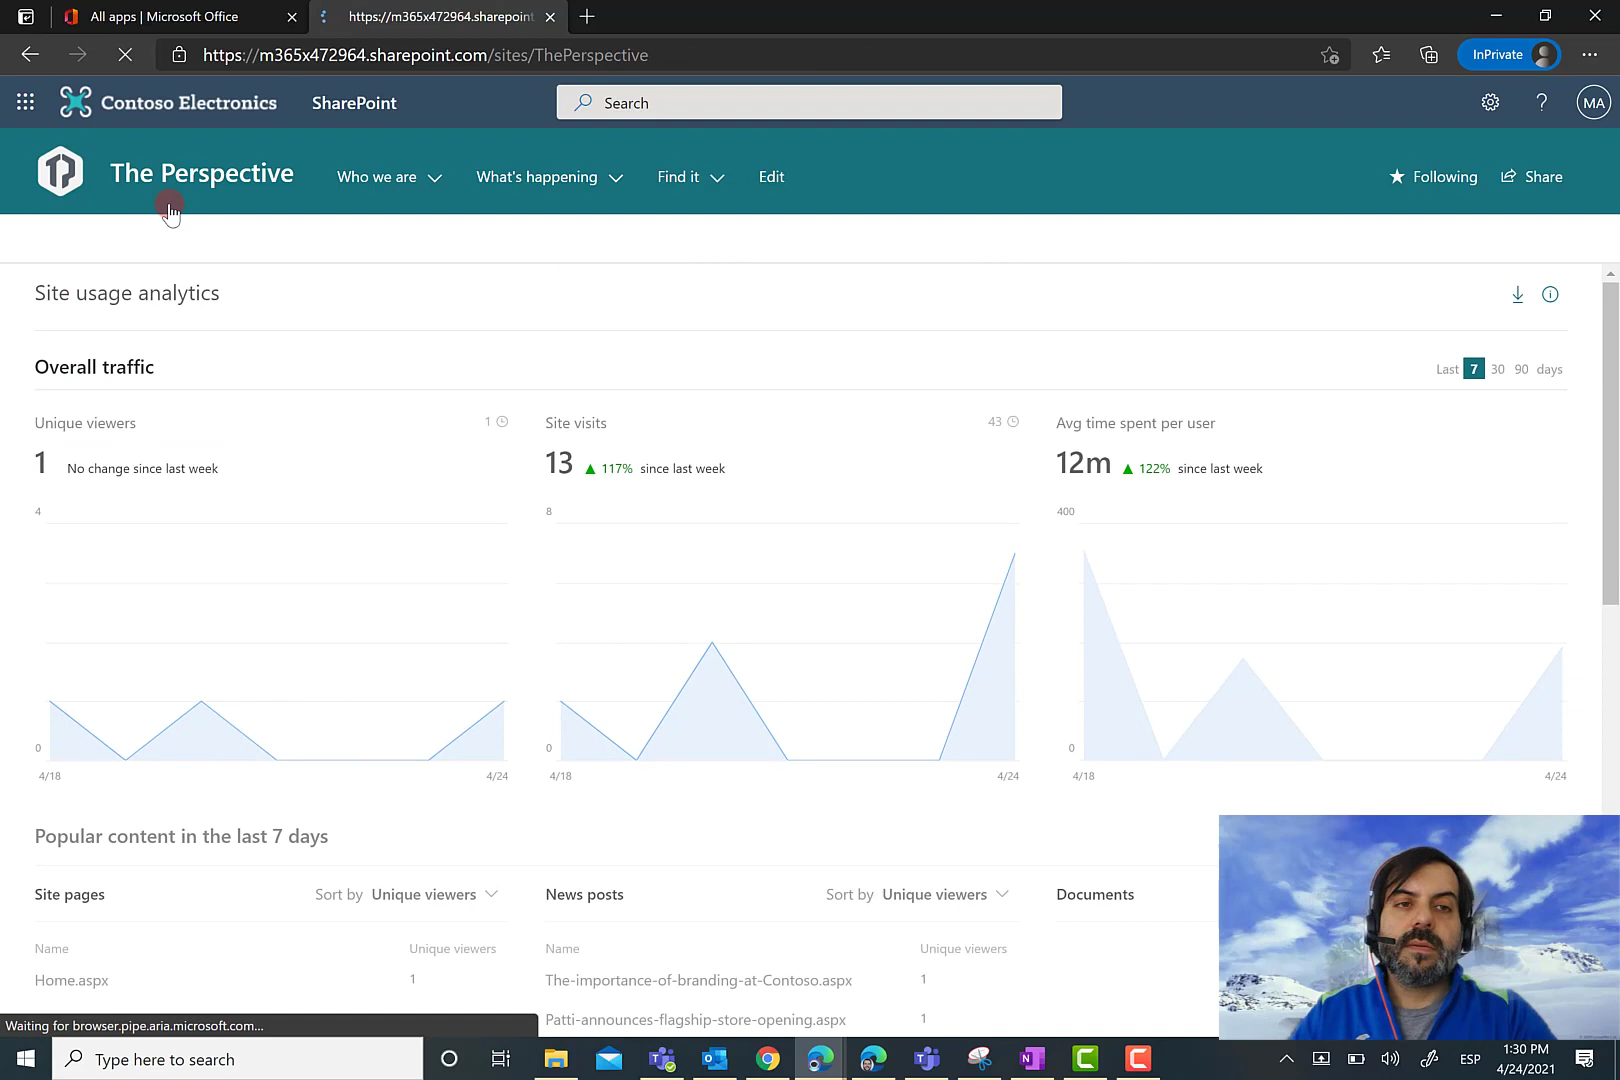 All apps | Microsoft Office
https://m365x472964.sharepoint
https://m365x472964.sharepoint.com/sites/ThePerspective
InPrivate
Contoso Electronics
SharePoint
Search
?
MA
The Perspective
Who we are
What's happening
Find it
Edit
Following
Share
Site usage analytics
Overall traffic
Last 7 30 90 days
Unique viewers
1
1 No change since last week
Site visits
43
13 ▲ 117% since last week
Avg time spent per user
12m ▲ 122% since last week
4
0
4/18
4/24
8
0
4/18
4/24
400
0
4/18
4/24
Popular content in the last 7 days
Site pages
Sort by Unique viewers
Name
Unique viewers
Home.aspx
1
News posts
Sort by Unique viewers
Name
Unique viewers
The-importance-of-branding-at-Contoso.aspx
1
Patti-announces-flagship-store-opening.aspx
1
Documents
Waiting for browser.pipe.aria.microsoft.com...
Type here to search
ESP
1:30 PM
4/24/2021